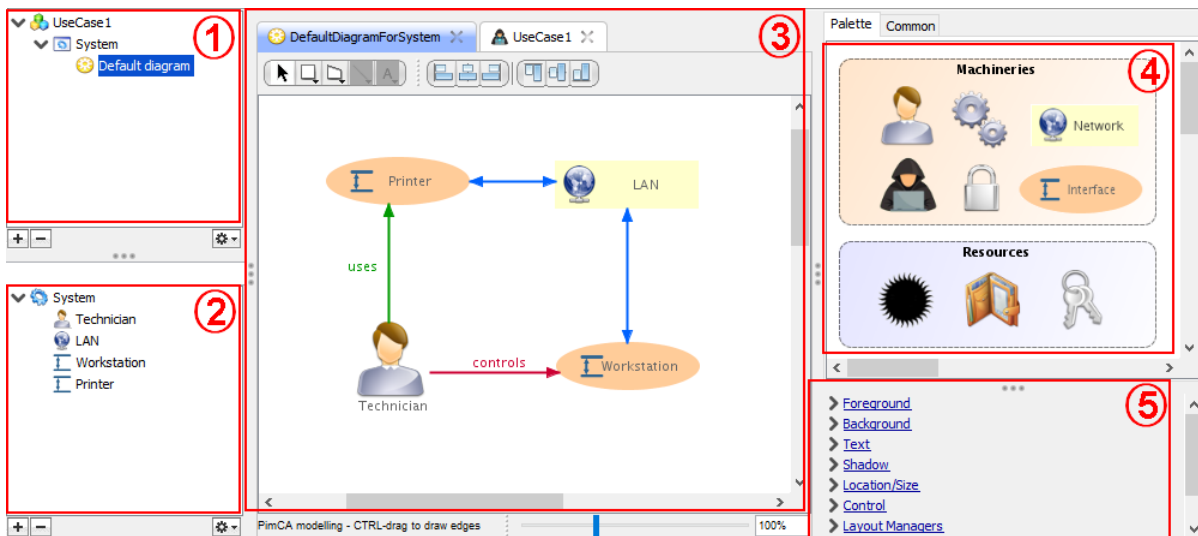 UseCase1
System
Default diagram
1
System
Technician
LAN
Workstation
Printer
2
DefaultDiagramForSystem
UseCase1
3
A
Printer
LAN
uses
controls
Workstation
Technician
PimCA modelling - CTRL-drag to draw edges
100%
Palette
Common
4
Machineries
Network
Interface
Resources
5
Foreground
Background
Text
Shadow
Location/Size
Control
Layout Managers